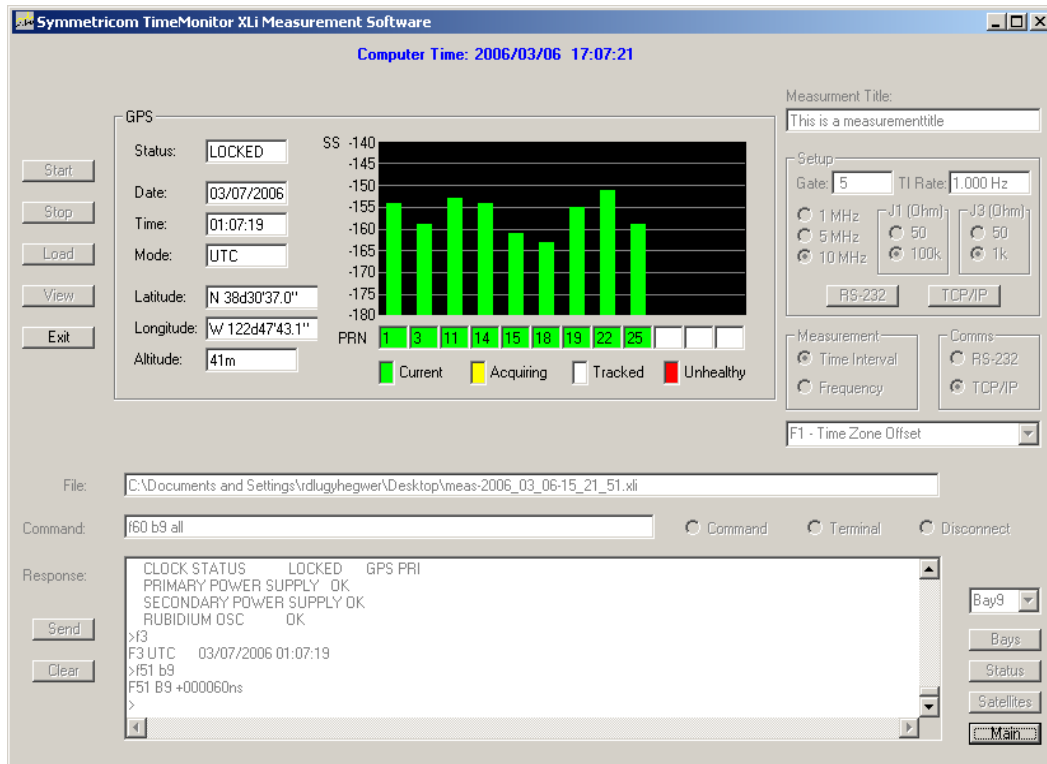 Symmetricom TimeMonitor XLi Measurement Software
Computer Time: 2006/03/06 17:07:21
Start
Stop
Load
View
Exit
GPS
Status: LOCKED
Date: 03/07/2006
Time: 01:07:19
Mode: UTC
Latitude: N 38d30'37.0"
Longitude: W 122d47'43.1"
Altitude: 41m
SS -140
-145
-150
-155
-160
-165
-170
-175
-180
PRN 1 3 11 14 15 18 19 22 25
Current Acquiring Tracked Unhealthy
Measurment Title:
This is a measurementtitle
Setup
Gate: 5 TI Rate: 1.000 Hz
1 MHz
5 MHz
10 MHz
J1 (Ohm)
50
100k
J3 (Ohm)
50
1k
RS-232 TCP/IP
Measurement
Time Interval
Frequency
Comms
RS-232
TCP/IP
F1 - Time Zone Offset
File: C:\Documents and Settings\rdlugyhegwer\Desktop\meas-2006_03_06-15_21_51.xli
Command: f60 b9 all
Command Terminal Disconnect
Response:
CLOCK STATUS LOCKED GPS PRI
PRIMARY POWER SUPPLY OK
SECONDARY POWER SUPPLY OK
RUBIDIUM OSC OK
>f3
F3 UTC 03/07/2006 01:07:19
>f51 b9
F51 B9 +000060ns
>
Send
Clear
Bay9
Bays
Status
Satellites
Main